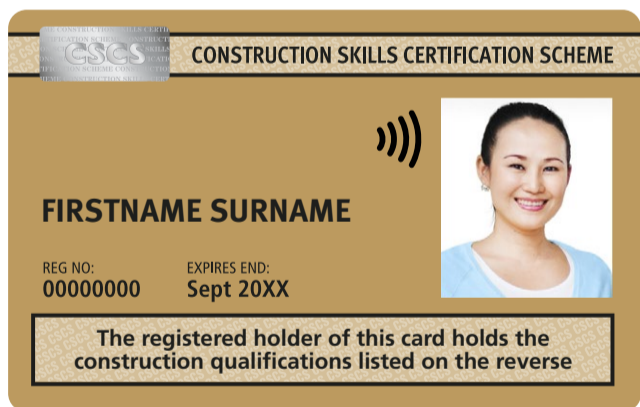 CSCS
CONSTRUCTION SKILLS CERTIFICATION SCHEME
FIRSTNAME SURNAME
REG NO:
00000000
EXPIRES END:
Sept 20XX
The registered holder of this card holds the
construction qualifications listed on the reverse